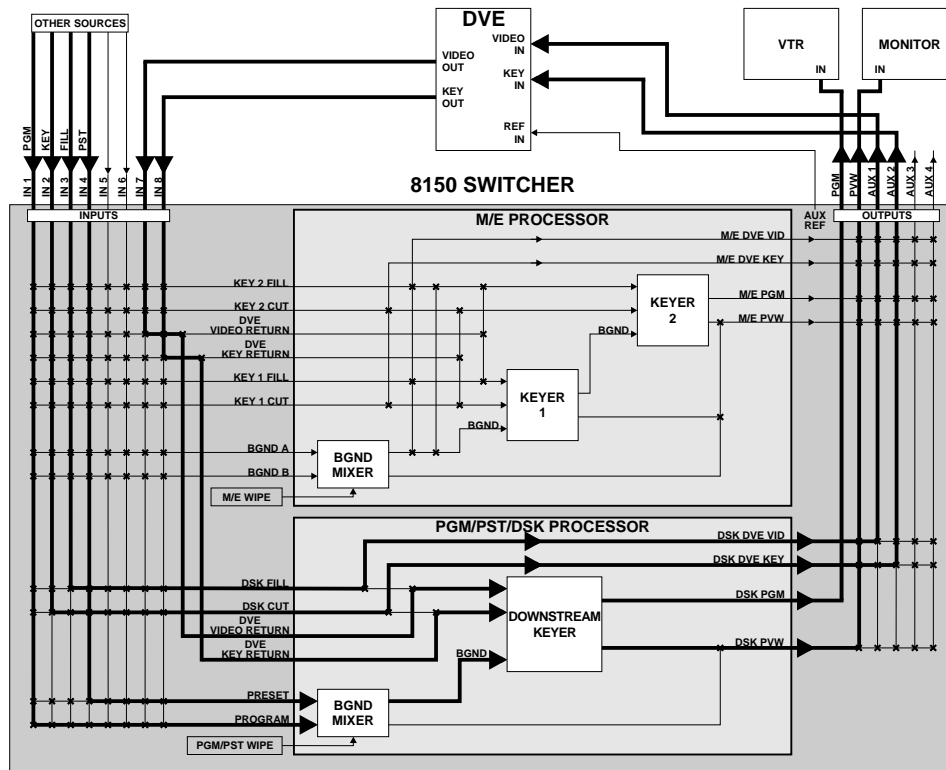 OTHER SOURCES
DVE
VIDEO
IN
VIDEO
OUT
KEY
IN
KEY
OUT
REF
IN
VTR
IN
MONITOR
IN
PGM
KEY
FILL
PST
IN 1
IN 2
IN 3
IN 4
IN 5
IN 6
IN 7
IN 8
8150 SWITCHER
PGM
PVW
AUX 1
AUX 2
AUX 3
AUX 4
INPUTS
M/E PROCESSOR
AUX
REF
OUTPUTS
M/E DVE VID
M/E DVE KEY
KEY 2 FILL
KEY 2 CUT
DVE
VIDEO RETURN
DVE
KEY RETURN
KEY 1 FILL
KEY 1 CUT
BGND A
BGND B
KEYER
2
BGND
M/E PGM
M/E PVW
KEYER
1
BGND
BGND
MIXER
M/E WIPE
PGM/PST/DSK PROCESSOR
DSK DVE VID
DSK DVE KEY
DSK FILL
DSK CUT
DVE
VIDEO RETURN
DVE
KEY RETURN
DOWNSTREAM
KEYER
BGND
DSK PGM
DSK PVW
PRESET
PROGRAM
BGND
MIXER
PGM/PST WIPE